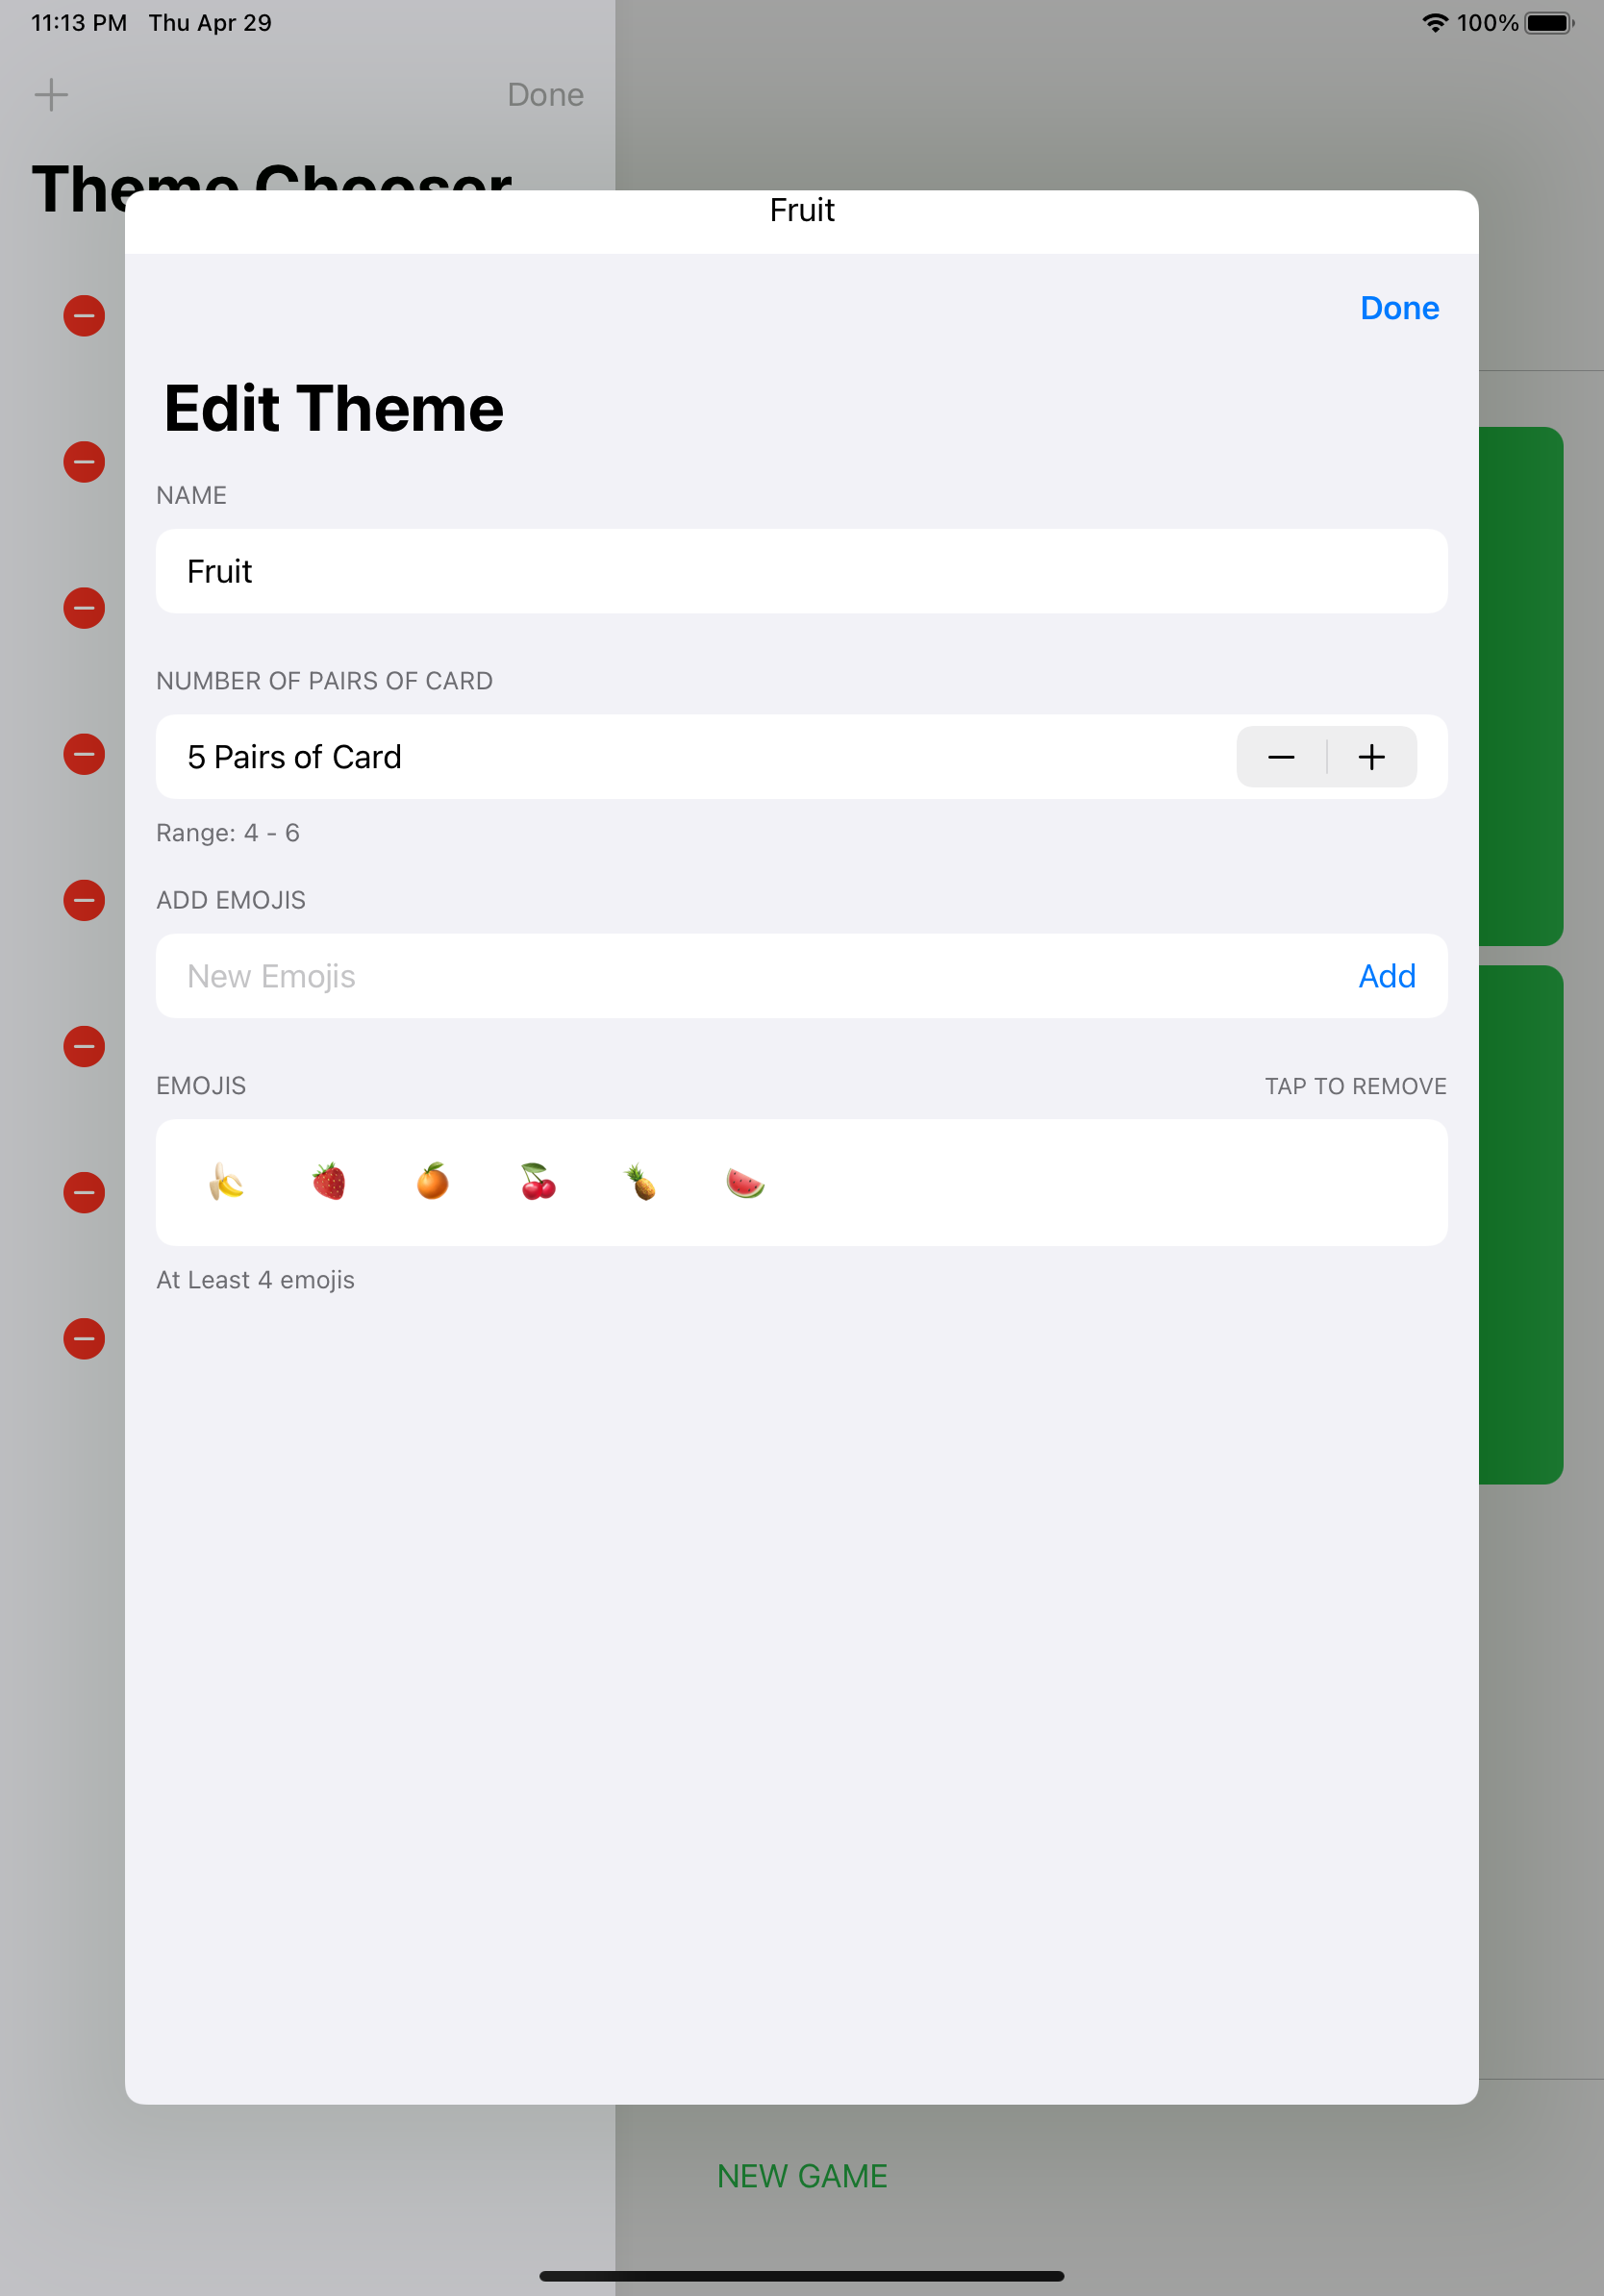 11:13 PM Thu Apr 29 100%
Done
Theme Chooser
Fruit
Done
Edit Theme
NAME
Fruit
NUMBER OF PAIRS OF CARD
5 Pairs of Card
Range: 4 - 6
ADD EMOJIS
New Emojis Add
EMOJIS TAP TO REMOVE
At Least 4 emojis
NEW GAME